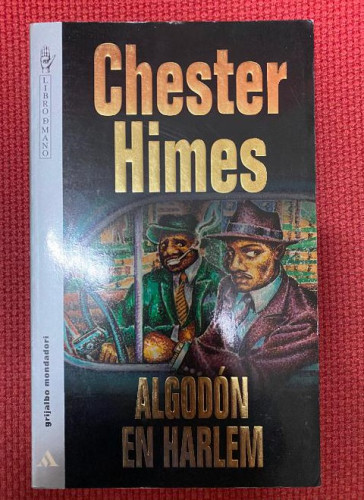 Chester
Himes
ALGODÓN
EN HARLEM
LIBRO DE MANO
grijalbo mondadori